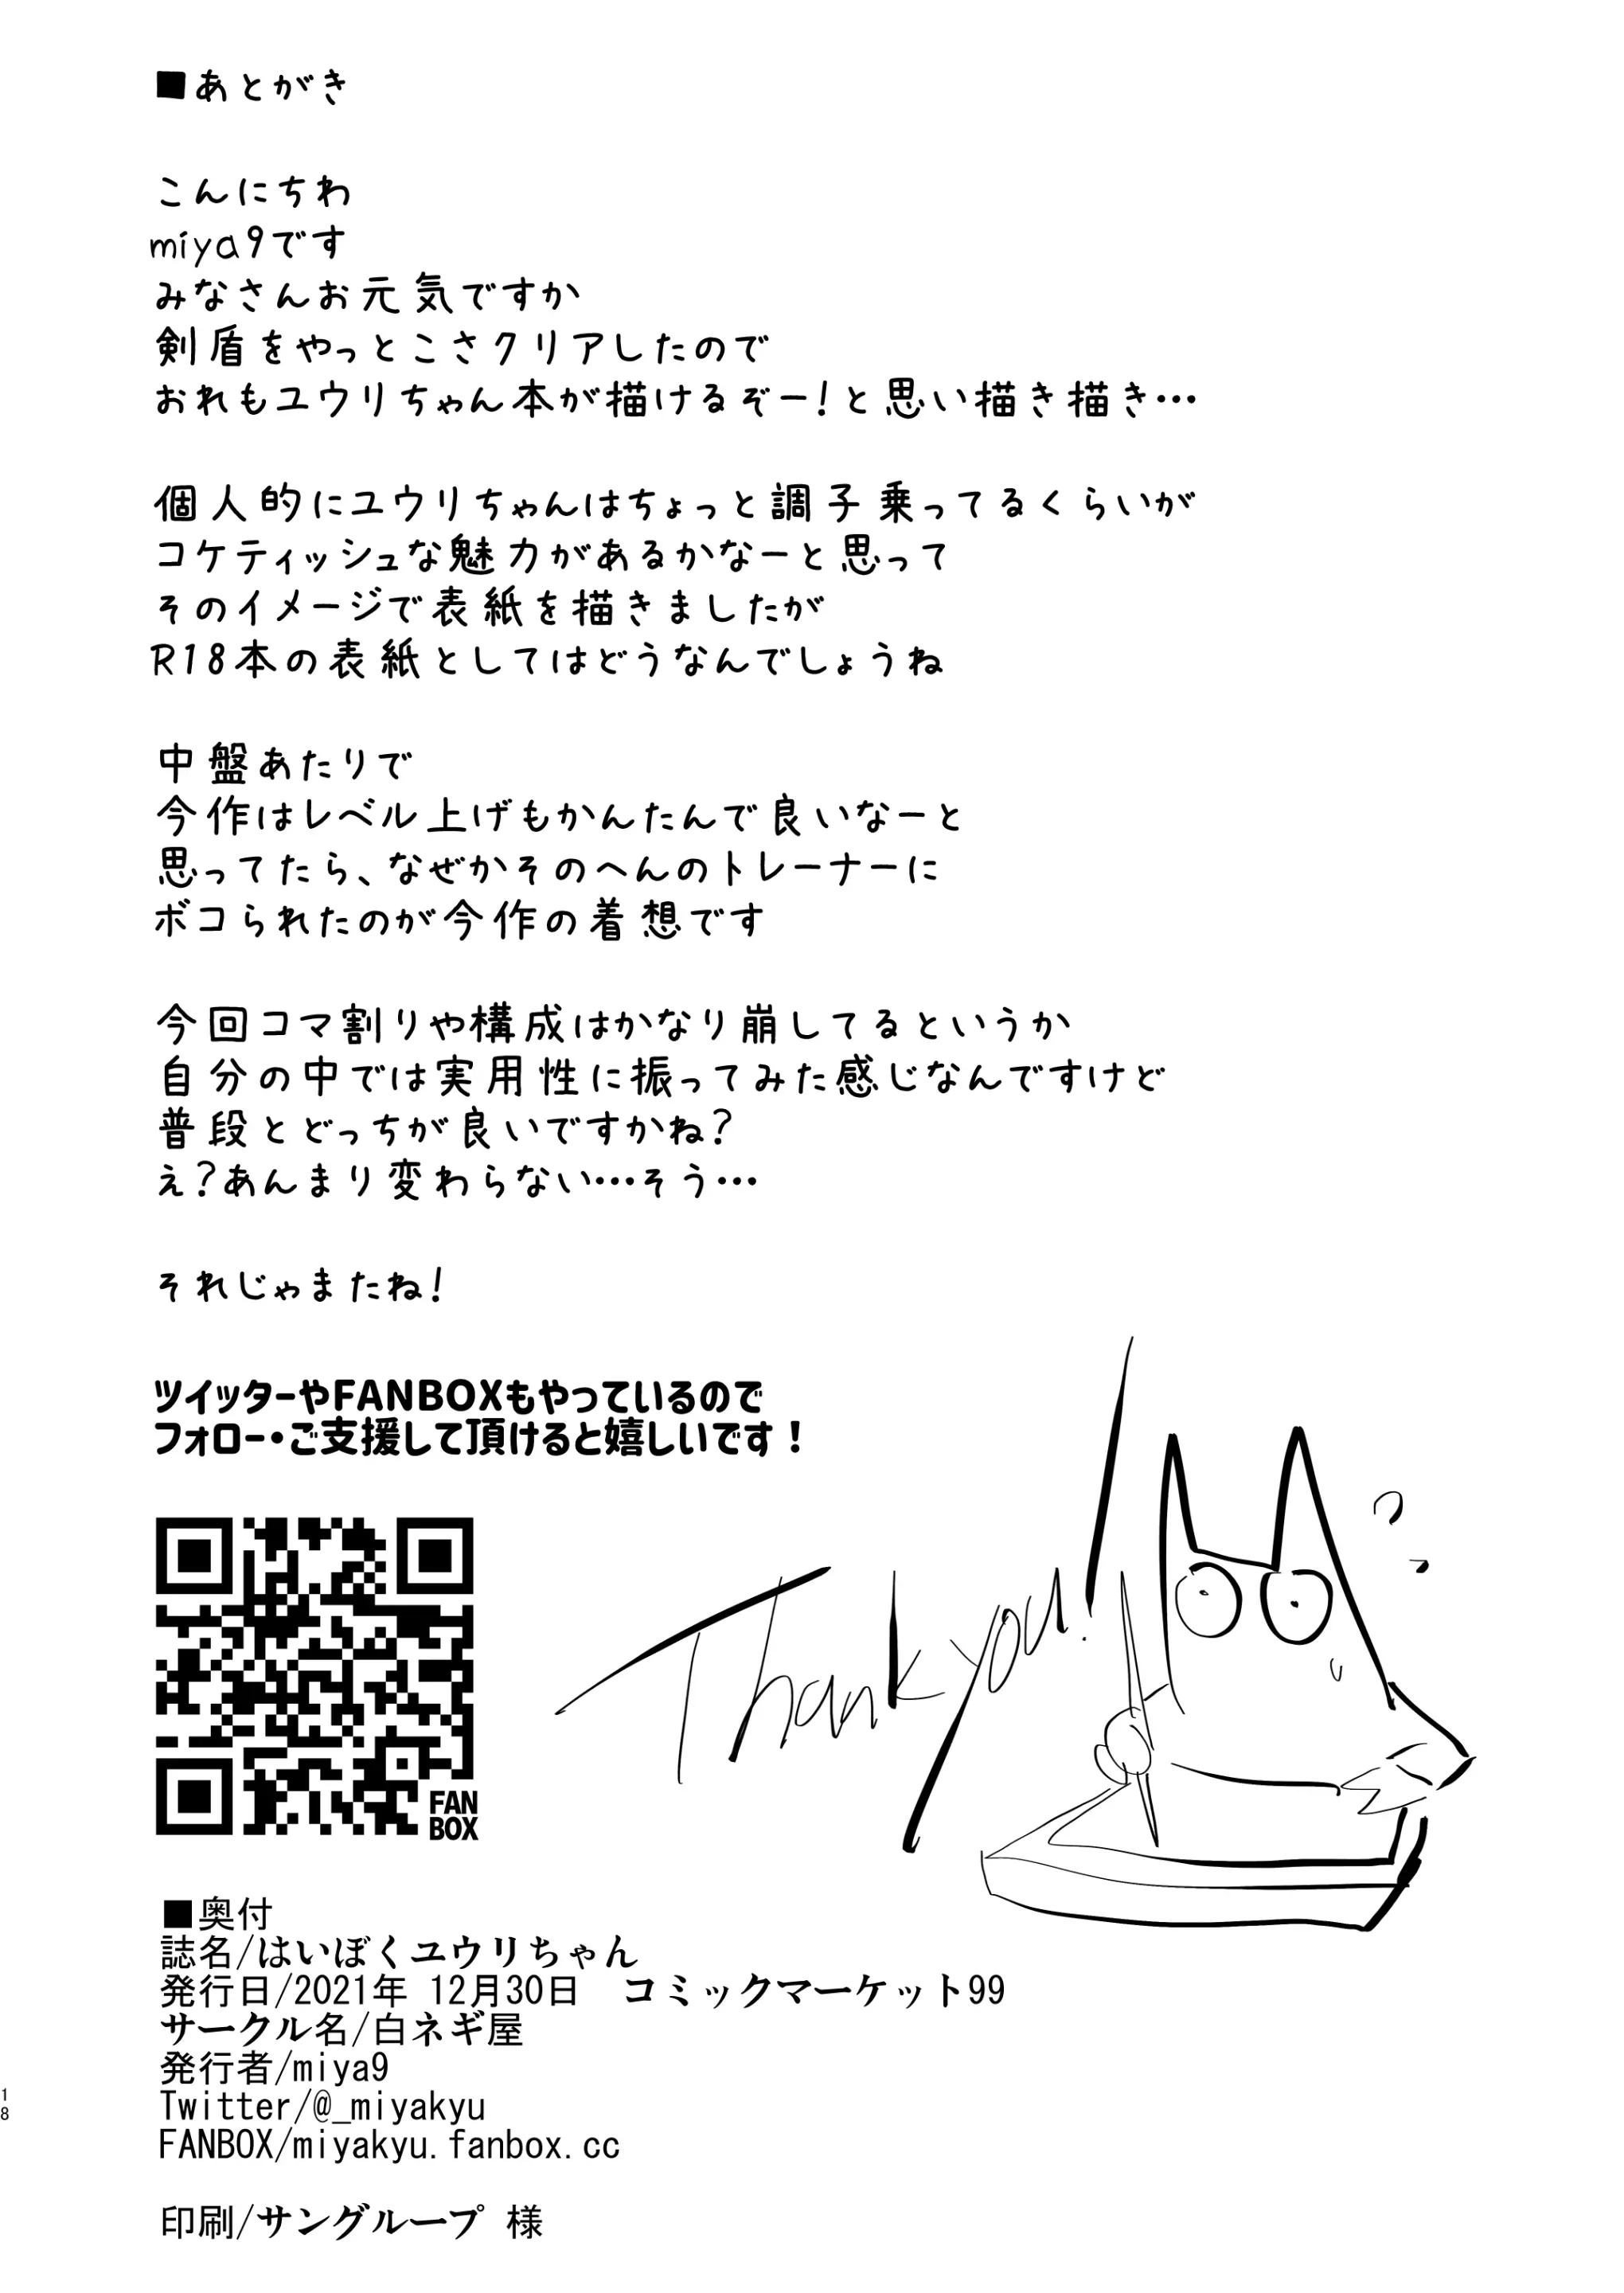 ■あとがき
こんにちわ
miya9です
みなさんお元気ですか
剣盾をやっとこさクリアしたので
おれもユウリちゃん本が描けるぞー!と思い描き描き…
個人的にユウリちゃんはちょっと調子乗ってるくらいが
コケティッシュな魅力があるかなーと思って
そのイメージで表紙を描きましたが
R18本の表紙としてはどうなんでしょうね
中盤あたりで
今作はレベル上げもかんたんで良いなーと
思ってたら、なぜかそのへんのトレーナーに
ボコられたのが今作の着想です
今回コマ割りや構成はかなり崩してるというか
自分の中では実用性に振ってみた感じなんですけど
普段とどっちが良いですかね?
え?あんまり変わらない…そう…
それじゃまたね!
ツイッターやFANBOXもやっているので
フォロー・ご支援して頂けると嬉しいです!
Thank you!
?
FAN
BOX
■奥付
誌名/はいぼくユウリちゃん
発行日/2021年 12月30日 コミックマーケット99
サークル名/白ネギ屋
発行者/miya9
Twitter/@_miyakyu
FANBOX/miyakyu.fanbox.cc
印刷/サングループ 様
18